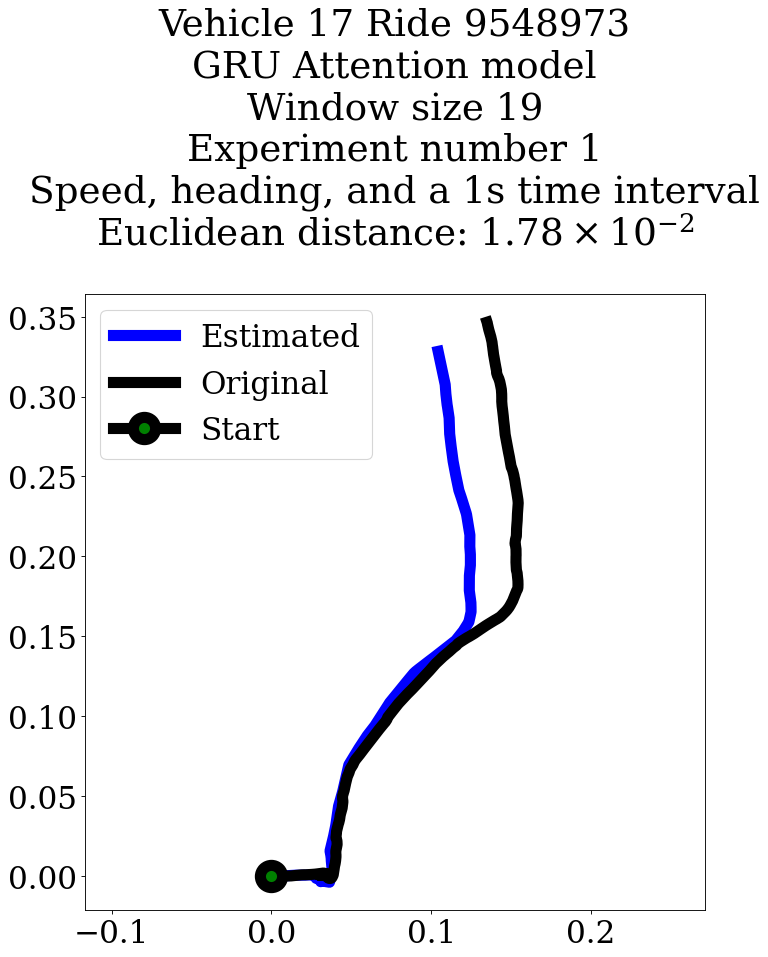 Vehicle 17 Ride 9548973
GRU Attention model
Window size 19
Experiment number 1
Speed, heading, and a 1s time interval
Euclidean distance: 1.78 × 10⁻²
Estimated
Original
Start
0.35
0.30
0.25
0.20
0.15
0.10
0.05
0.00
−0.1 0.0 0.1 0.2